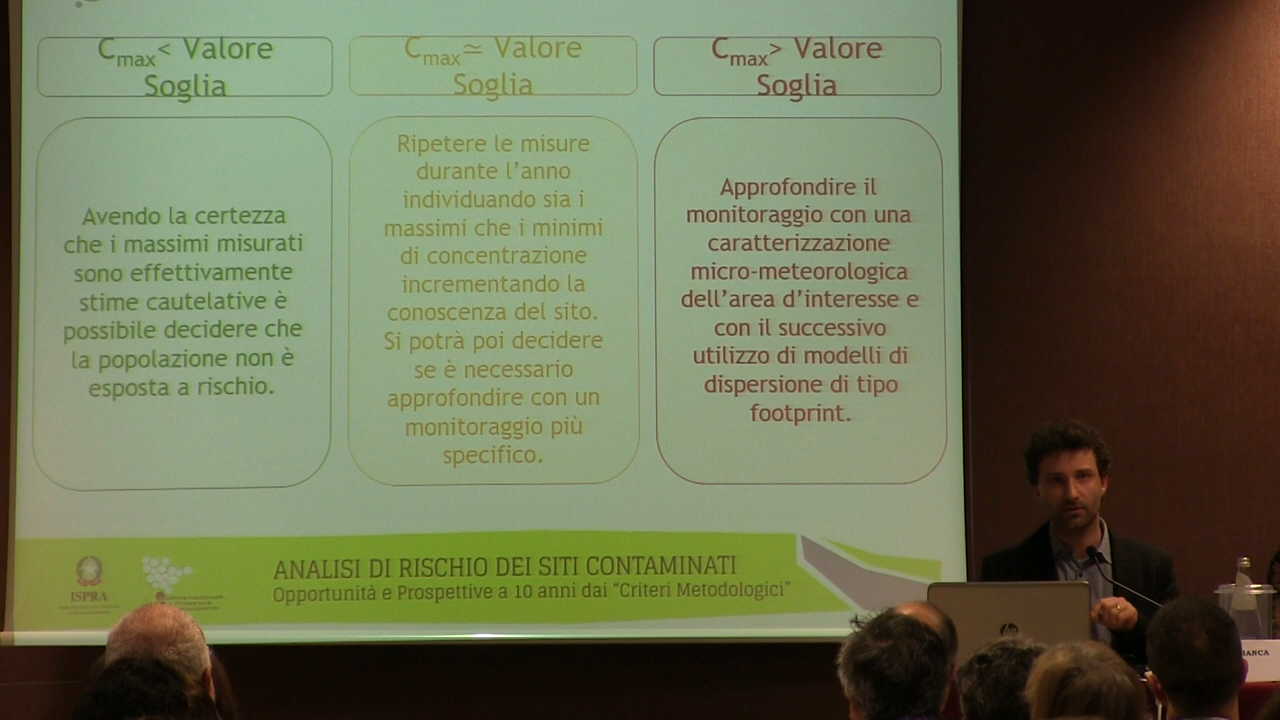 Cmax< Valore
Soglia
Cmax≃ Valore
Soglia
Cmax> Valore
Soglia
Avendo la certezza
che i massimi misurati
sono effettivamente
stime cautelative è
possibile decidere che
la popolazione non è
esposta a rischio.
Ripetere le misure
durante l'anno
individuando sia i
massimi che i minimi
di concentrazione
incrementando la
conoscenza del sito.
Si potrà poi decidere
se è necessario
approfondire con un
monitoraggio più
specifico.
Approfondire il
monitoraggio con una
caratterizzazione
micro-meteorologica
dell'area d'interesse e
con il successivo
utilizzo di modelli di
dispersione di tipo
footprint.
ISPRA
ANALISI DI RISCHIO DEI SITI CONTAMINATI
Opportunità e Prospettive a 10 anni dai "Criteri Metodologici"
hp
IANCA